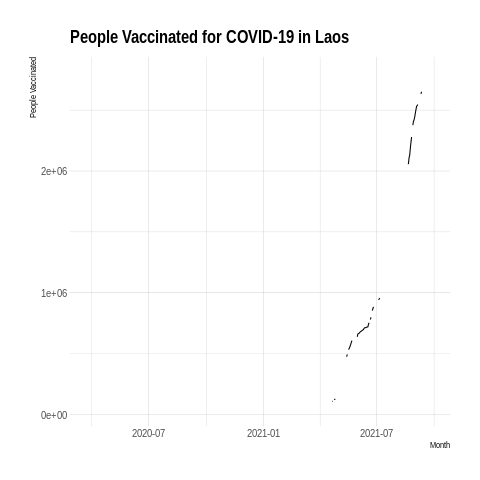 People Vaccinated for COVID-19 in Laos
People Vaccinated
2e+06
1e+06
0e+00
2020-07
2021-01
2021-07
Month